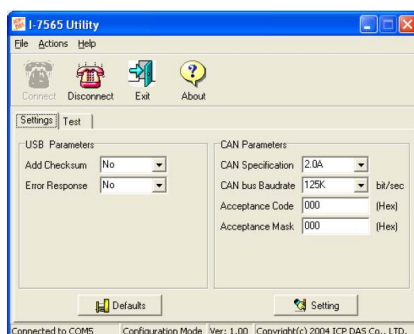 I-7565 Utility
File Actions Help
Connect Disconnect Exit About
Settings Test
USB Parameters
Add Checksum No
Error Response No
CAN Parameters
CAN Specification 2.0A
CAN bus Baudrate 125K bit/sec
Acceptance Code 000 (Hex)
Acceptance Mask 000 (Hex)
Defaults Setting
Connected to COM5 Configuration Mode Ver: 1.00 Copyright(c) 2004 ICP DAS Co., LTD.